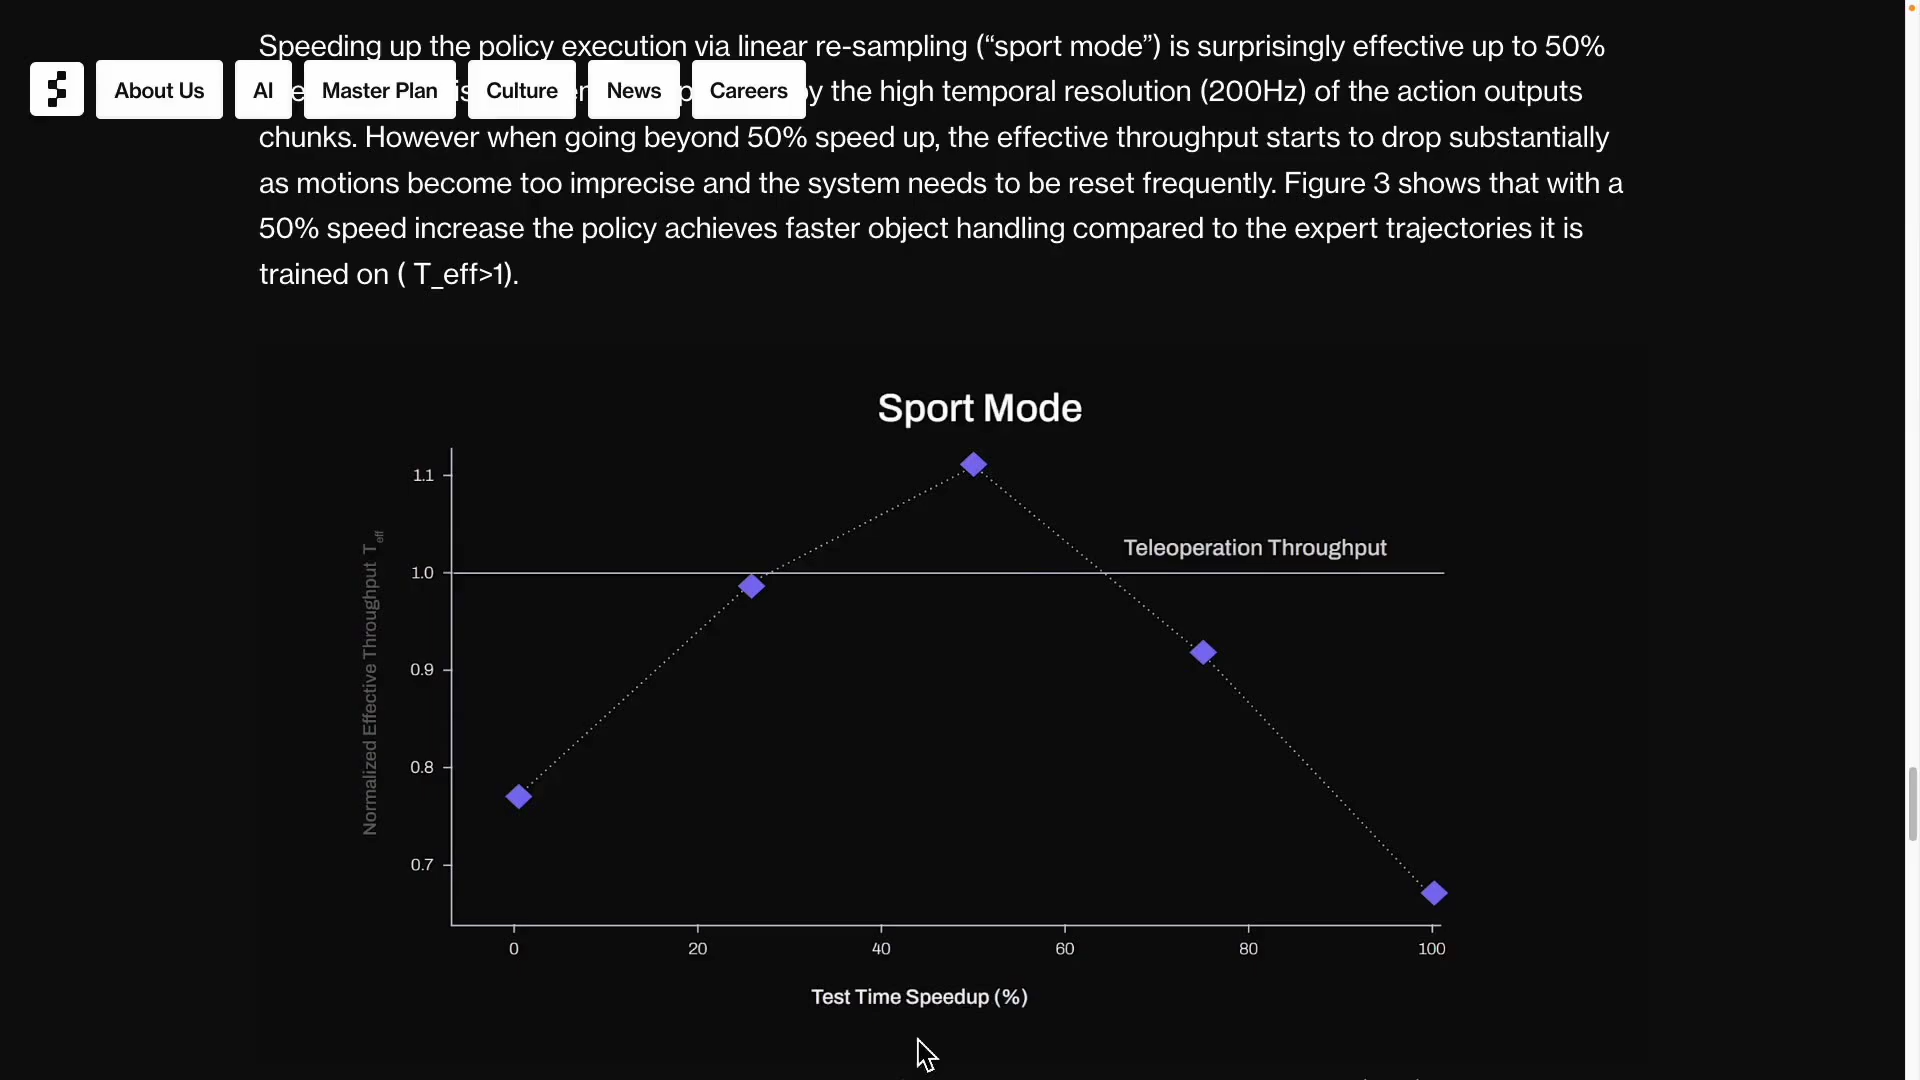 Speeding up the policy execution via linear re-sampling (“sport mode”) is surprisingly effective up to 50%
About Us AI Master Plan Culture News Careers
the high temporal resolution (200Hz) of the action outputs
chunks. However when going beyond 50% speed up, the effective throughput starts to drop substantially
as motions become too imprecise and the system needs to be reset frequently. Figure 3 shows that with a
50% speed increase the policy achieves faster object handling compared to the expert trajectories it is
trained on ( T_eff>1).
Sport Mode
1.1
Teleoperation Throughput
1.0
0.9
0.8
0.7
Normalized Effective Throughput Teff
0 20 40 60 80 100
Test Time Speedup (%)